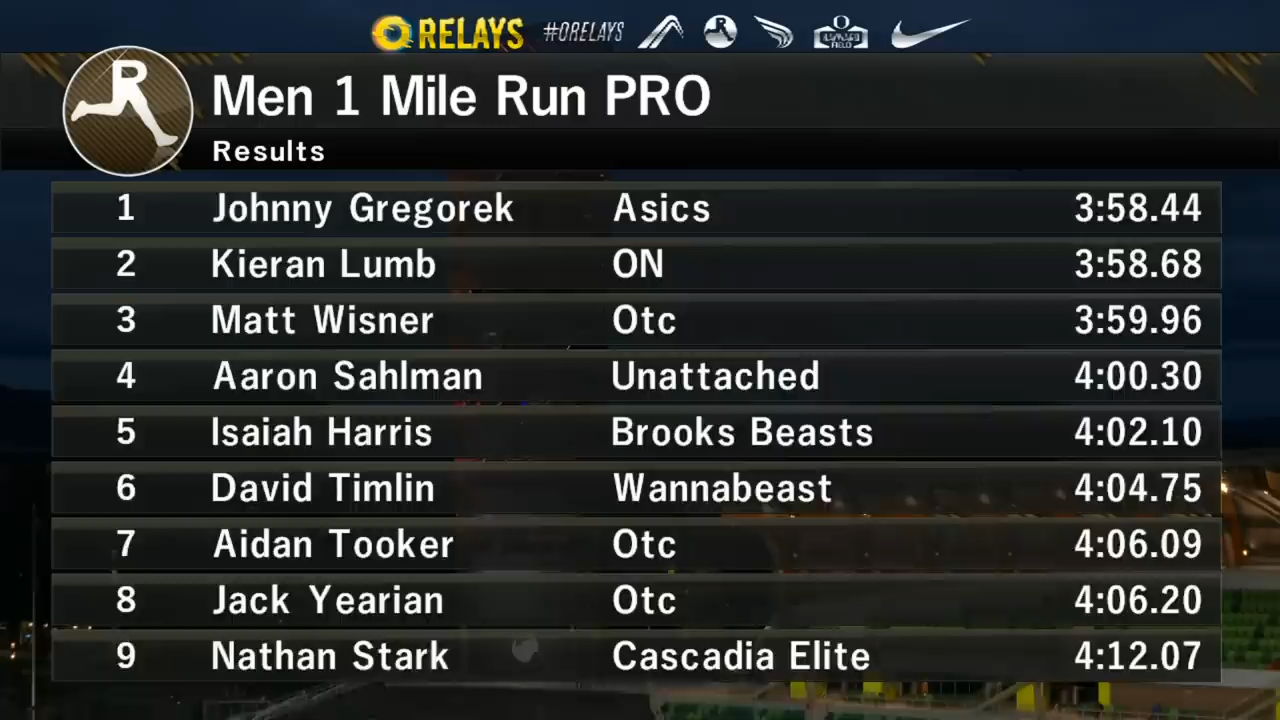 RELAYS #ORELAYS
R
Men 1 Mile Run PRO
Results
1 Johnny Gregorek Asics 3:58.44
2 Kieran Lumb ON 3:58.68
3 Matt Wisner Otc 3:59.96
4 Aaron Sahlman Unattached 4:00.30
5 Isaiah Harris Brooks Beasts 4:02.10
6 David Timlin Wannabeast 4:04.75
7 Aidan Tooker Otc 4:06.09
8 Jack Yearian Otc 4:06.20
9 Nathan Stark Cascadia Elite 4:12.07